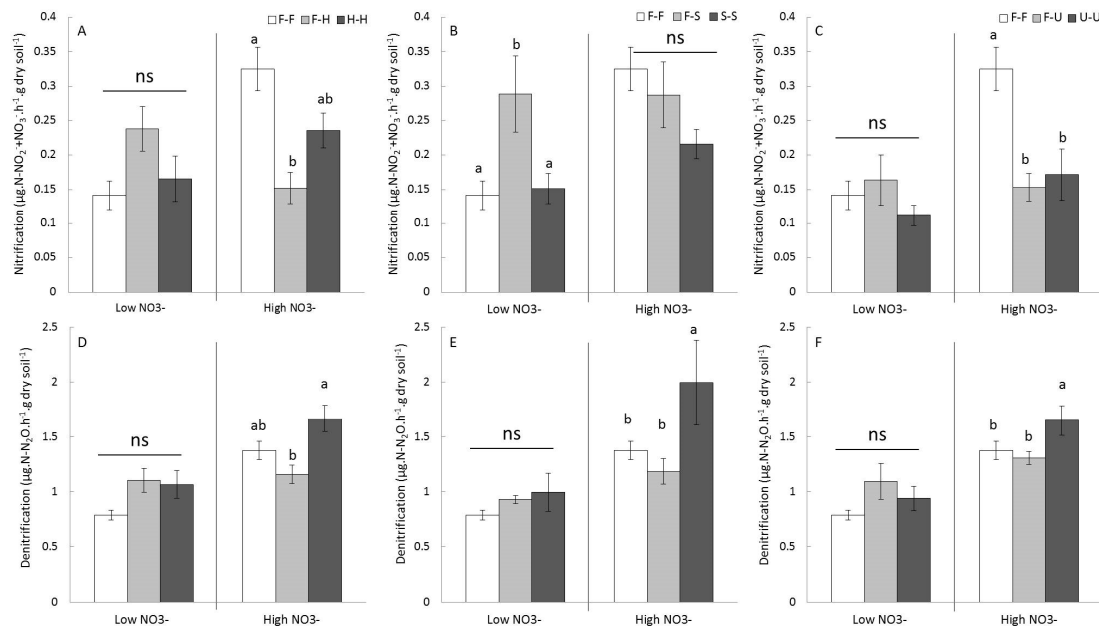 A
F-F F-H H-H
Nitrification (µg.N-NO₂⁻+NO₃⁻.h⁻¹.g dry soil⁻¹)
0.4
0.35
0.3
0.25
0.2
0.15
0.1
0.05
0
ns
a
b
ab
Low NO3-
High NO3-
B
F-F F-S S-S
Nitrification (µg.N-NO₂⁻+NO₃⁻.h⁻¹.g dry soil⁻¹)
0.4
0.35
0.3
0.25
0.2
0.15
0.1
0.05
0
a
b
a
ns
Low NO3-
High NO3-
C
F-F F-U U-U
Nitrification (µg.N-NO₂⁻+NO₃⁻.h⁻¹.g dry soil⁻¹)
0.4
0.35
0.3
0.25
0.2
0.15
0.1
0.05
0
ns
a
b
b
Low NO3-
High NO3-
D
Denitrification (µg.N-N₂O.h⁻¹.g dry soil⁻¹)
2.5
2
1.5
1
0.5
0
ns
ab
b
a
Low NO3-
High NO3-
E
Denitrification (µg.N-N₂O.h⁻¹.g dry soil⁻¹)
2.5
2
1.5
1
0.5
0
ns
b
b
a
Low NO3-
High NO3-
F
Denitrification (µg.N-N₂O.h⁻¹.g dry soil⁻¹)
2.5
2
1.5
1
0.5
0
ns
b
b
a
Low NO3-
High NO3-